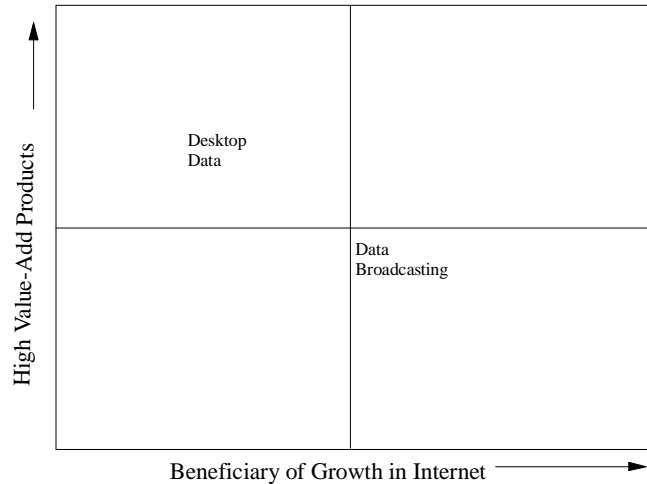 High Value-Add Products
Desktop
Data
Data
Broadcasting
Beneficiary of Growth in Internet